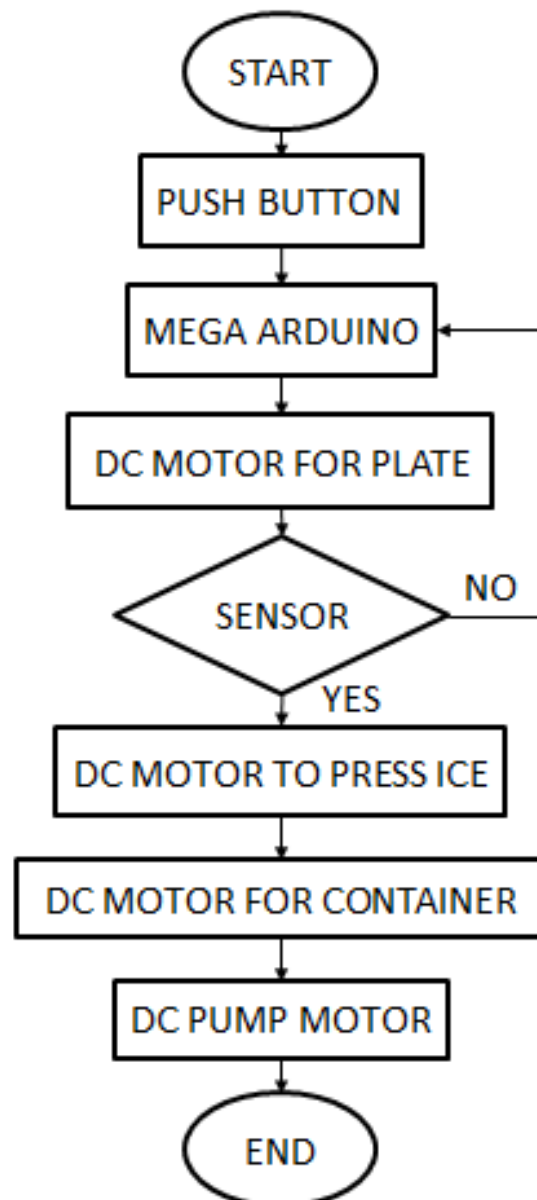 START
PUSH BUTTON
MEGA ARDUINO
DC MOTOR FOR PLATE
SENSOR
NO
YES
DC MOTOR TO PRESS ICE
DC MOTOR FOR CONTAINER
DC PUMP MOTOR
END